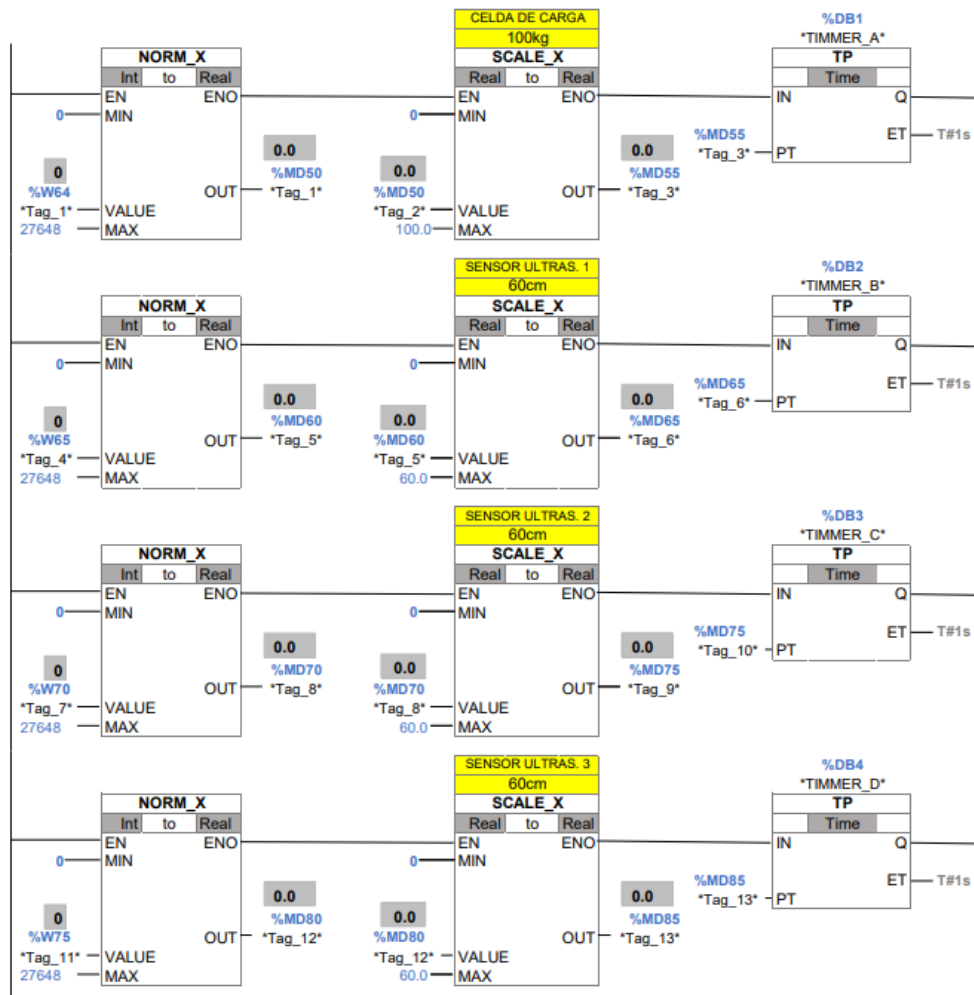 CELDA DE CARGA
100kg
%DB1
*TIMMER_A*
NORM_X
SCALE_X
TP
Int to Real
Real to Real
Time
EN ENO
EN ENO
IN Q
0 MIN
0 MIN
ET T#1s
%MD55
*Tag_3* PT
0
0.0
0.0
0.0
%W64
%MD50
%MD50
%MD55
OUT *Tag_1*
OUT *Tag_3*
*Tag_1* VALUE
*Tag_2* VALUE
27648 MAX
100.0 MAX
SENSOR ULTRAS. 1
60cm
%DB2
*TIMMER_B*
NORM_X
SCALE_X
TP
Int to Real
Real to Real
Time
EN ENO
EN ENO
IN Q
0 MIN
0 MIN
ET T#1s
%MD65
*Tag_6* PT
0
0.0
0.0
0.0
%W65
%MD60
%MD60
%MD65
OUT *Tag_5*
OUT *Tag_6*
*Tag_4* VALUE
*Tag_5* VALUE
27648 MAX
60.0 MAX
SENSOR ULTRAS. 2
60cm
%DB3
*TIMMER_C*
NORM_X
SCALE_X
TP
Int to Real
Real to Real
Time
EN ENO
EN ENO
IN Q
0 MIN
0 MIN
ET T#1s
%MD75
*Tag_10* PT
0
0.0
0.0
0.0
%W70
%MD70
%MD70
%MD75
OUT *Tag_8*
OUT *Tag_9*
*Tag_7* VALUE
*Tag_8* VALUE
27648 MAX
60.0 MAX
SENSOR ULTRAS. 3
60cm
%DB4
*TIMMER_D*
NORM_X
SCALE_X
TP
Int to Real
Real to Real
Time
EN ENO
EN ENO
IN Q
0 MIN
0 MIN
ET T#1s
%MD85
*Tag_13* PT
0
0.0
0.0
0.0
%W75
%MD80
%MD80
%MD85
OUT *Tag_12*
OUT *Tag_13*
*Tag_11* VALUE
*Tag_12* VALUE
27648 MAX
60.0 MAX